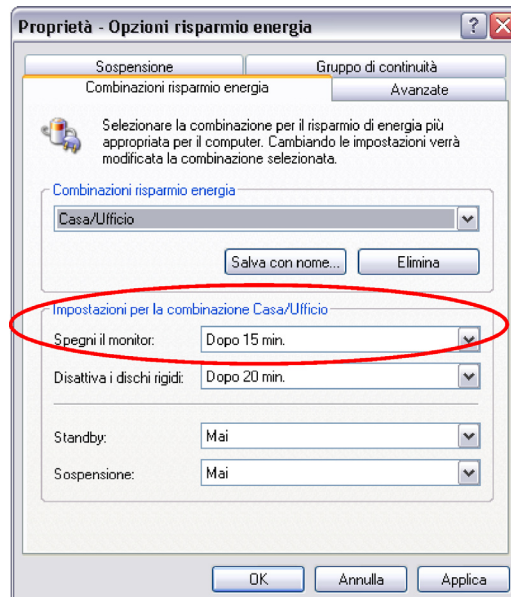 Proprietà - Opzioni risparmio energia
Sospensione
Gruppo di continuità
Combinazioni risparmio energia
Avanzate
Selezionare la combinazione per il risparmio di energia più
appropriata per il computer. Cambiando le impostazioni verrà
modificata la combinazione selezionata.
Combinazioni risparmio energia
Casa/Ufficio
Salva con nome...
Elimina
Impostazioni per la combinazione Casa/Ufficio
Spegni il monitor:
Dopo 15 min.
Disattiva i dischi rigidi:
Dopo 20 min.
Standby:
Mai
Sospensione:
Mai
OK
Annulla
Applica